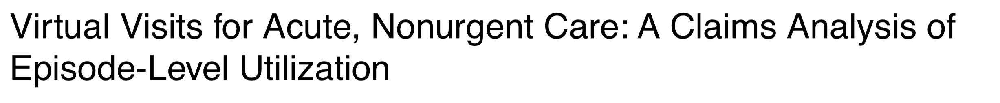 Virtual Visits for Acute, Nonurgent Care: A Claims Analysis of
Episode-Level Utilization